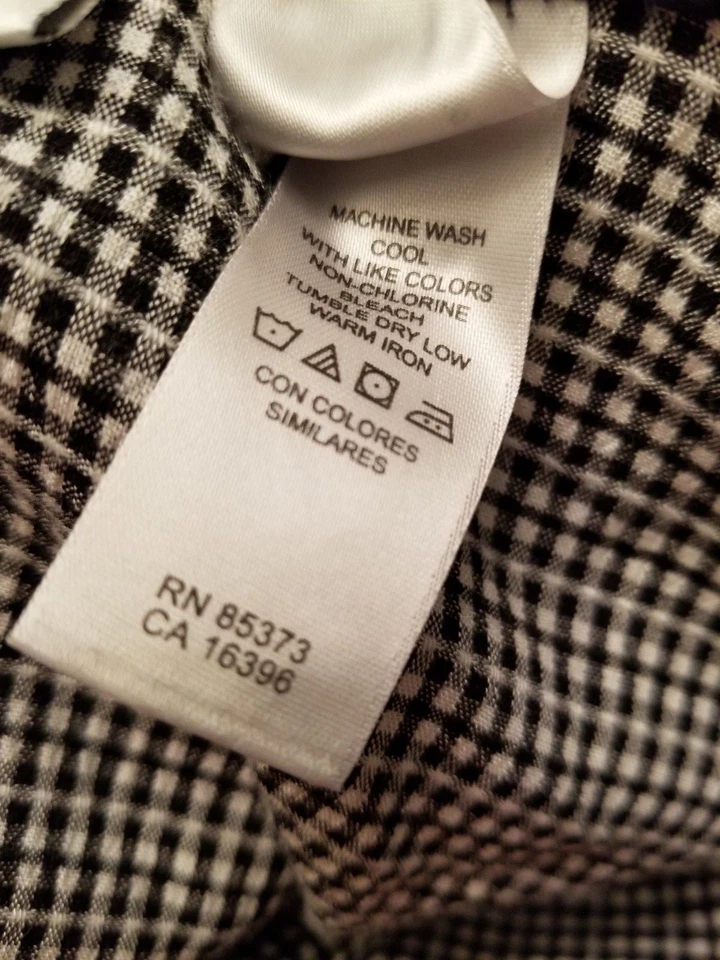 MACHINE WASH
COOL
WITH LIKE COLORS
NON-CHLORINE
BLEACH
TUMBLE DRY LOW
WARM IRON
CON COLORES
SIMILARES
RN 85373
CA 16396